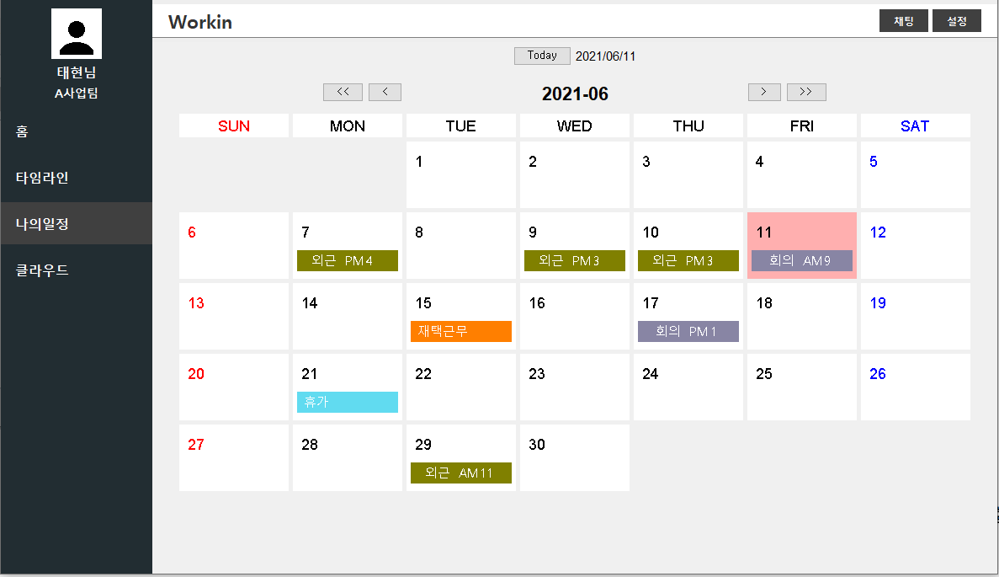 Workin
채팅 설정
태현님
A사업팀
홈
타임라인
나의일정
클라우드
Today 2021/06/11
<< < 2021-06 > >>
SUN MON TUE WED THU FRI SAT
1 2 3 4 5
6 7 8 9 10 11 12
외근 PM4 외근 PM3 외근 PM3 회의 AM9
13 14 15 16 17 18 19
재택근무 회의 PM1
20 21 22 23 24 25 26
휴가
27 28 29 30
외근 AM11